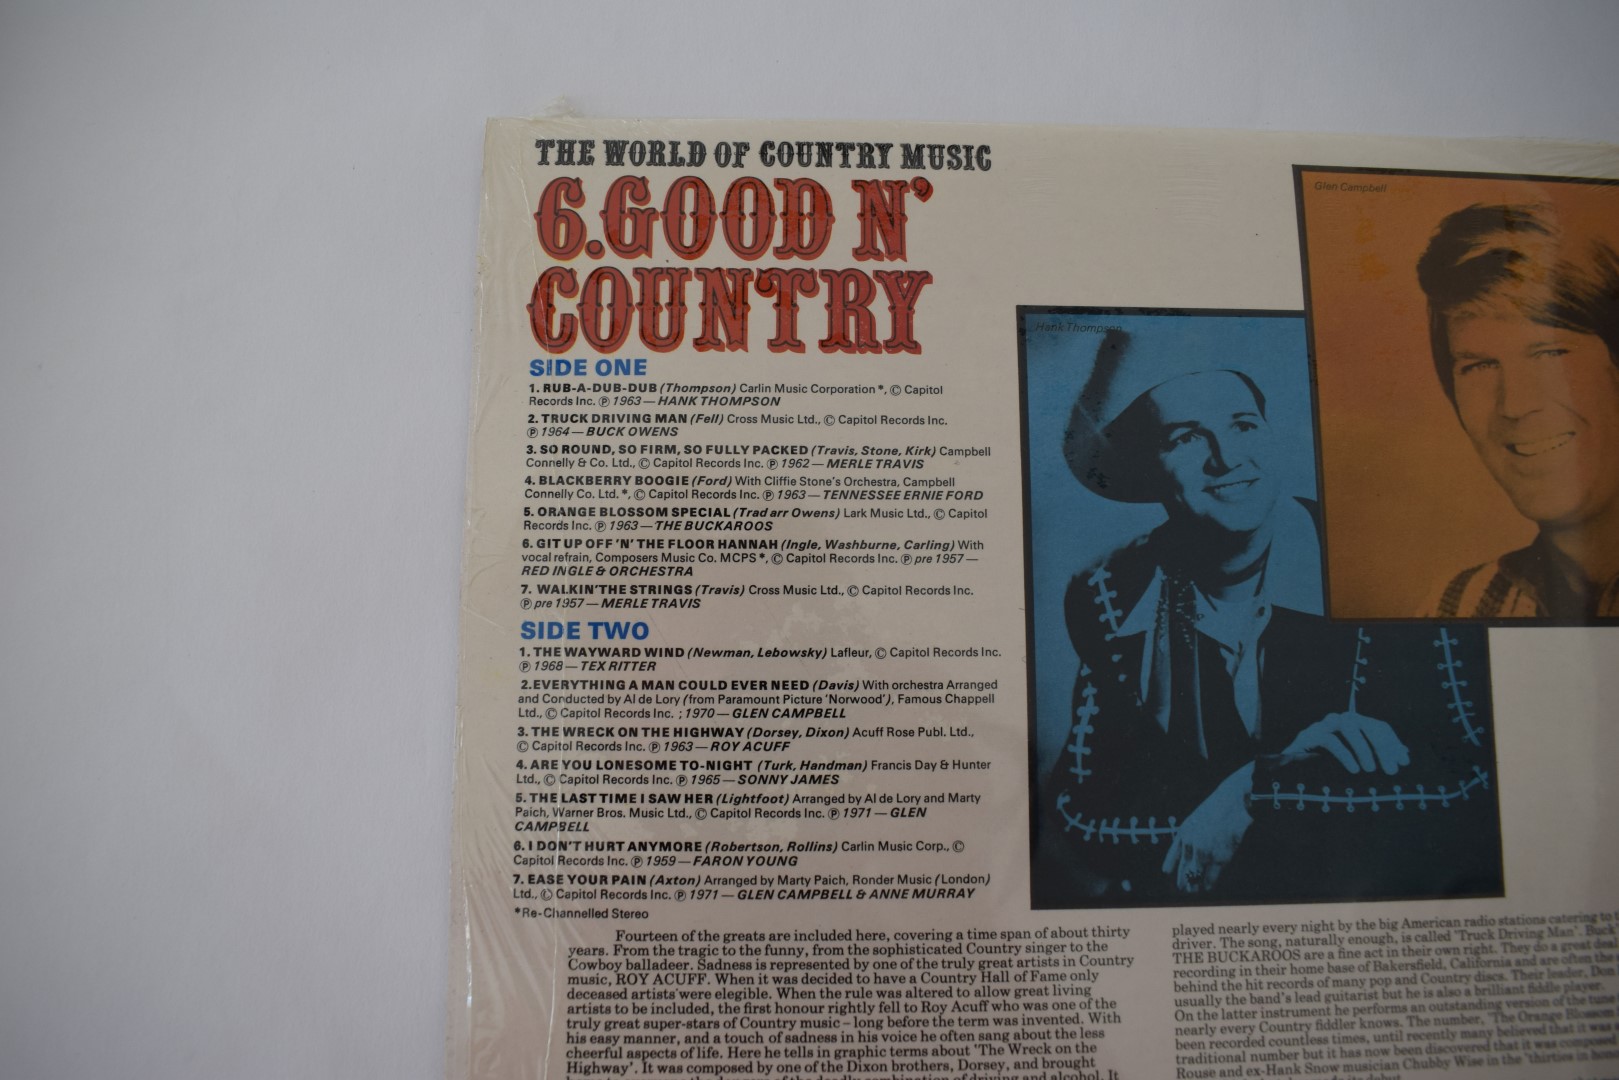 THE WORLD OF COUNTRY MUSIC
6.GOOD N'
COUNTRY
SIDE ONE
1. RUB-A-DUB-DUB (Thompson) Carlin Music Corporation *, © Capitol
Records Inc. ℗ 1963 — HANK THOMPSON
2. TRUCK DRIVING MAN (Fell) Cross Music Ltd., © Capitol Records Inc.
℗ 1964 — BUCK OWENS
3. SO ROUND, SO FIRM, SO FULLY PACKED (Travis, Stone, Kirk) Campbell
Connelly & Co. Ltd., © Capitol Records Inc. ℗ 1962 — MERLE TRAVIS
4. BLACKBERRY BOOGIE (Ford) With Cliffie Stone's Orchestra, Campbell
Connelly Co. Ltd. *, © Capitol Records Inc. ℗ 1963 — TENNESSEE ERNIE FORD
5. ORANGE BLOSSOM SPECIAL (Trad arr Owens) Lark Music Ltd., © Capitol
Records Inc. ℗ 1963 — THE BUCKAROOS
6. GIT UP OFF 'N' THE FLOOR HANNAH (Ingle, Washburne, Carling) With
vocal refrain, Composers Music Co. MCPS *, © Capitol Records Inc. ℗ pre 1957 —
RED INGLE & ORCHESTRA
7. WALKIN' THE STRINGS (Travis) Cross Music Ltd., © Capitol Records Inc.
℗ pre 1957 — MERLE TRAVIS
SIDE TWO
1. THE WAYWARD WIND (Newman, Lebowsky) Lafleur, © Capitol Records Inc.
℗ 1968 — TEX RITTER
2. EVERYTHING A MAN COULD EVER NEED (Davis) With orchestra Arranged
and Conducted by Al de Lory (from Paramount Picture 'Norwood'), Famous Chappell
Ltd., © Capitol Records Inc. ; 1970 — GLEN CAMPBELL
3. THE WRECK ON THE HIGHWAY (Dorsey, Dixon) Acuff Rose Publ. Ltd.,
© Capitol Records Inc. ℗ 1963 — ROY ACUFF
4. ARE YOU LONESOME TO-NIGHT (Turk, Handman) Francis Day & Hunter
Ltd., © Capitol Records Inc. ℗ 1965 — SONNY JAMES
5. THE LAST TIME I SAW HER (Lightfoot) Arranged by Al de Lory and Marty
Paich, Warner Bros. Music Ltd., © Capitol Records Inc. ℗ 1971 — GLEN
CAMPBELL
6. I DON'T HURT ANYMORE (Robertson, Rollins) Carlin Music Corp., ©
Capitol Records Inc. ℗ 1959 — FARON YOUNG
7. EASE YOUR PAIN (Axton) Arranged by Marty Paich, Ronder Music (London)
Ltd., © Capitol Records Inc. ℗ 1971 — GLEN CAMPBELL & ANNE MURRAY
*Re-Channelled Stereo
Hank Thompson
Glen Campbell
Fourteen of the greats are included here, covering a time span of about thirty
years. From the tragic to the funny, from the sophisticated Country singer to the
Cowboy balladeer. Sadness is represented by one of the truly great artists in Country
music, ROY ACUFF. When it was decided to have a Country Hall of Fame only
deceased artists were elegible. When the rule was altered to allow great living
artists to be included, the first honour rightly fell to Roy Acuff who was one of the
truly great super-stars of Country music – long before the term was invented. With
his easy manner, and a touch of sadness in his voice he often sang about the less
cheerful aspects of life. Here he tells in graphic terms about 'The Wreck on the
Highway'. It was composed by one of the Dixon brothers, Dorsey, and brought
of the deadly combination of driving and alcohol. It
played nearly every night by the big American radio stations catering to
driver. The song, naturally enough, is called 'Truck Driving Man'. Buck
THE BUCKAROOS are a fine act in their own right. They do a great deal
recording in their home base of Bakersfield, California and are often the
behind the hit records of many pop and Country discs. Their leader, Don
usually the band's lead guitarist but he is also a brilliant fiddle player.
On the latter instrument he performs an outstanding version of the tune
nearly every Country fiddler knows. The number, 'The Orange Blossom
been recorded countless times, until recently many believed that it was
traditional number but it has now been discovered that it was composed
Rouse and ex-Hank Snow musician Chubby Wise in the 'thirties in